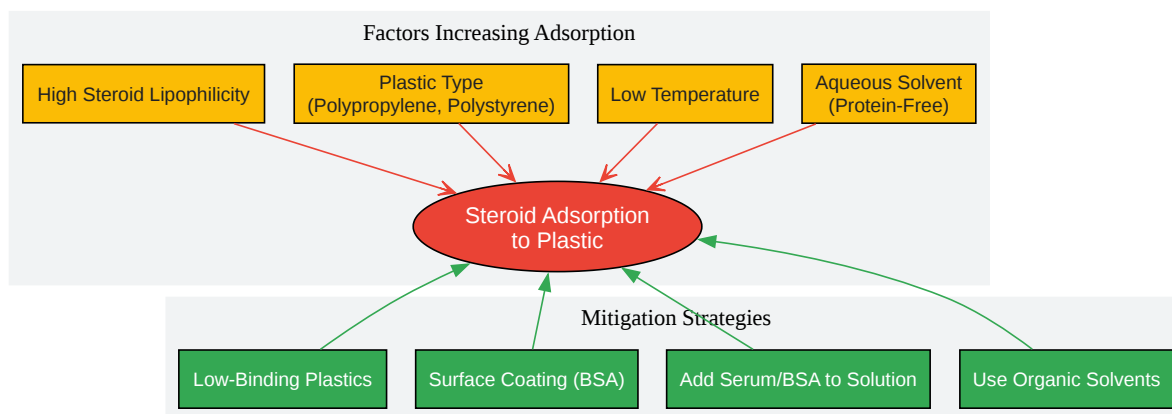 Factors Increasing Adsorption
High Steroid Lipophilicity
Plastic Type
(Polypropylene, Polystyrene)
Low Temperature
Aqueous Solvent
(Protein-Free)
Steroid Adsorption
to Plastic
Mitigation Strategies
Low-Binding Plastics
Surface Coating (BSA)
Add Serum/BSA to Solution
Use Organic Solvents